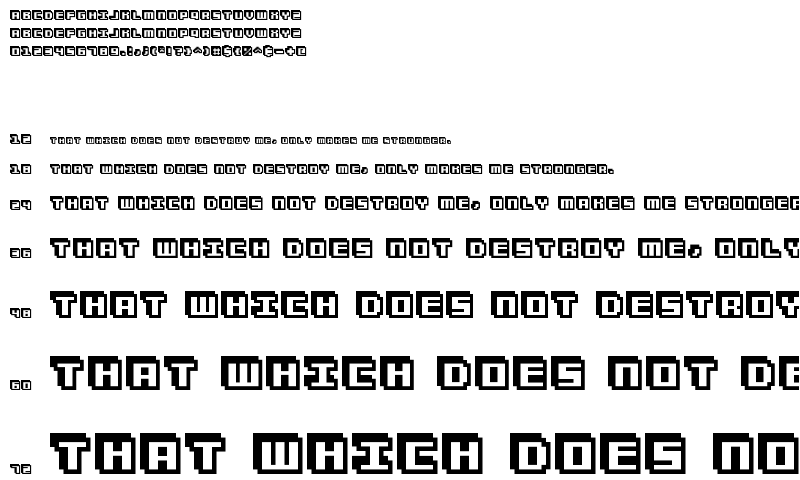 ABCDEFGHIJKLMNOPQRSTUVWXYZ
ABCDEFGHIJKLMNOPQRSTUVWXYZ
12 THAT WHICH DOES NOT DESTROY ME, ONLY MAKES ME STRONGER.
18 THAT WHICH DOES NOT DESTROY ME, ONLY MAKES ME STRONGER.
24 THAT WHICH DOES NOT DESTROY ME, ONLY MAKES ME STRONGER
36 THAT WHICH DOES NOT DESTROY ME, ONLY
48 THAT WHICH DOES NOT DESTROY
60 THAT WHICH DOES NOT DE
72 THAT WHICH DOES NO